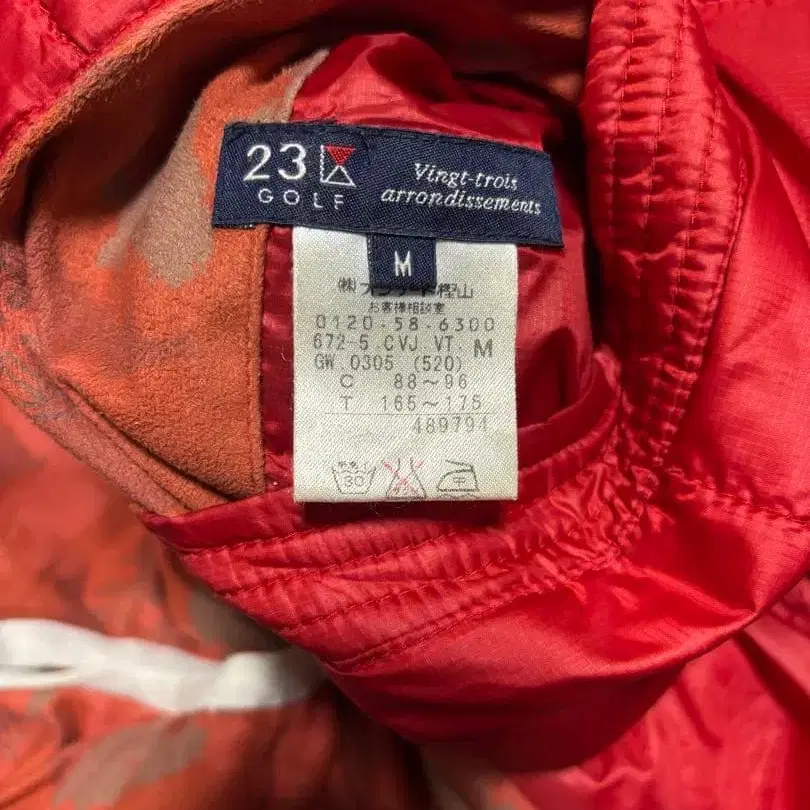 23
GOLF
Vingt-trois
arrondissements
M
㈱オンワード樫山
お客様相談室
0120-58-6300
672-5.CVJ.VT. M
GW.0305 (520)
C 88～96
T 165～175
489794
30